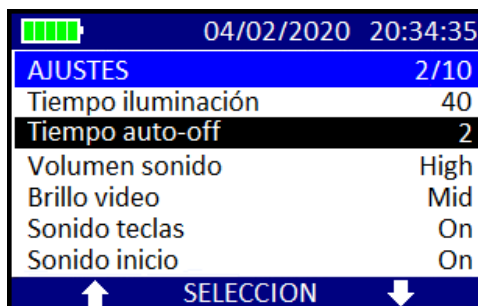 04/02/2020 20:34:35
AJUSTES 2/10
Tiempo iluminación 40
Tiempo auto-off 2
Volumen sonido High
Brillo video Mid
Sonido teclas On
Sonido inicio On
SELECCION